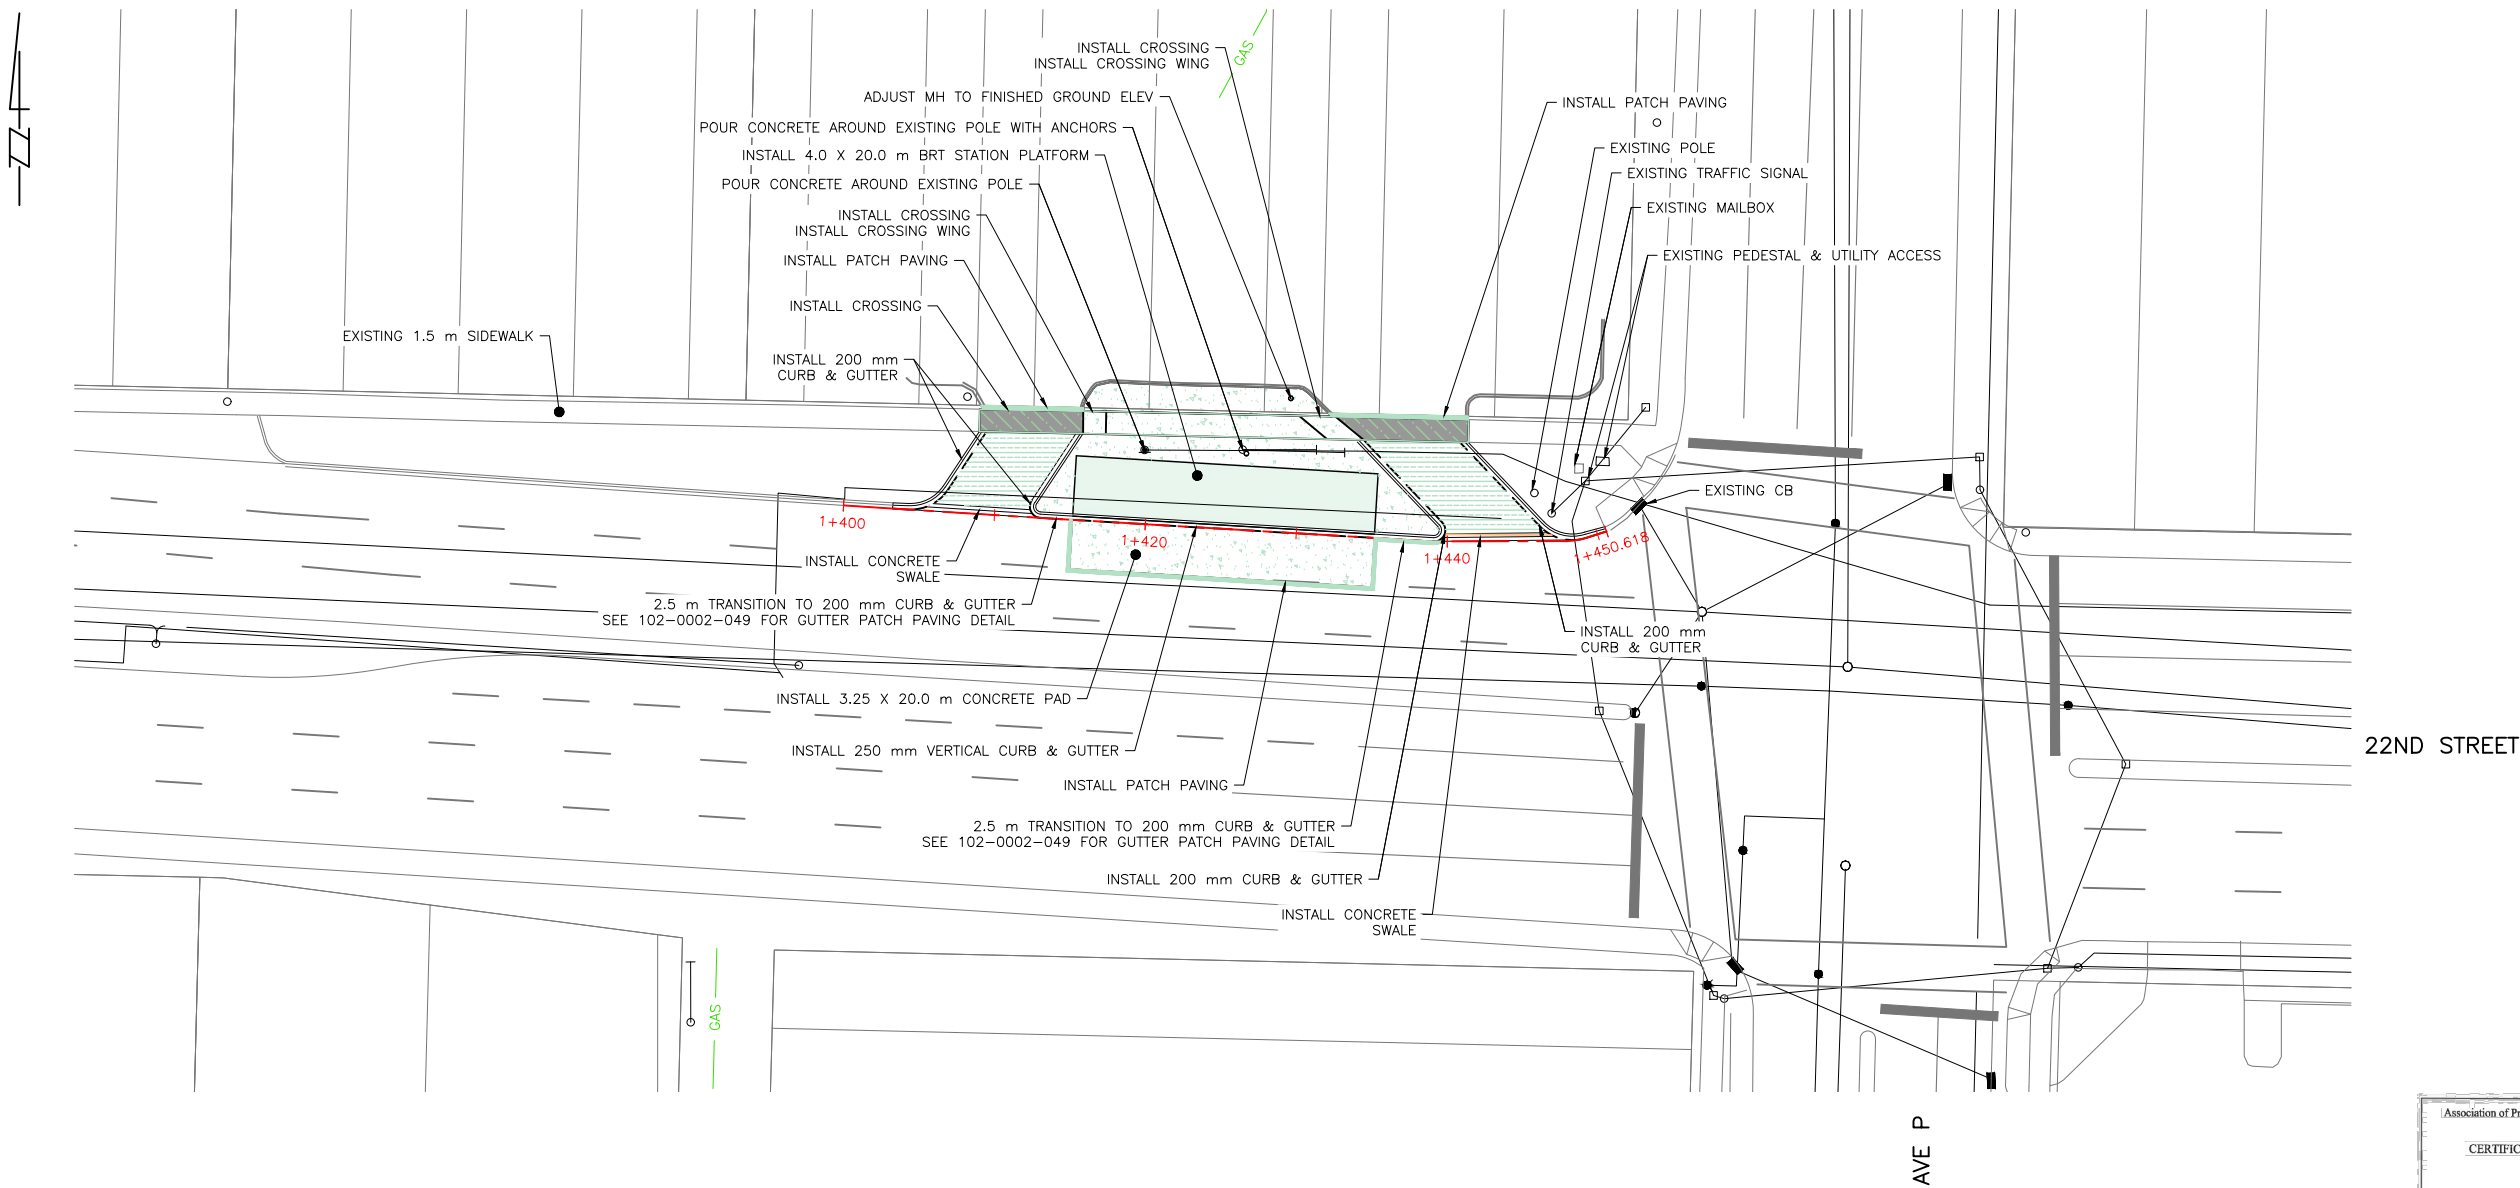 INSTALL CROSSING
INSTALL CROSSING WING
GAS
ADJUST MH TO FINISHED GROUND ELEV
INSTALL PATCH PAVING
POUR CONCRETE AROUND EXISTING POLE WITH ANCHORS
INSTALL 4.0 X 20.0 m BRT STATION PLATFORM
EXISTING POLE
EXISTING TRAFFIC SIGNAL
POUR CONCRETE AROUND EXISTING POLE
EXISTING MAILBOX
INSTALL CROSSING
INSTALL CROSSING WING
EXISTING PEDESTAL & UTILITY ACCESS
INSTALL PATCH PAVING
INSTALL CROSSING
EXISTING 1.5 m SIDEWALK
INSTALL 200 mm
CURB & GUTTER
EXISTING CB
1+400
1+420
1+440
1+450.618
INSTALL CONCRETE
SWALE
2.5 m TRANSITION TO 200 mm CURB & GUTTER
SEE 102-0002-049 FOR GUTTER PATCH PAVING DETAIL
INSTALL 200 mm
CURB & GUTTER
INSTALL 3.25 X 20.0 m CONCRETE PAD
INSTALL 250 mm VERTICAL CURB & GUTTER
22ND STREET
INSTALL PATCH PAVING
2.5 m TRANSITION TO 200 mm CURB & GUTTER
SEE 102-0002-049 FOR GUTTER PATCH PAVING DETAIL
INSTALL 200 mm CURB & GUTTER
INSTALL CONCRETE
SWALE
GAS
AVE P
Association of